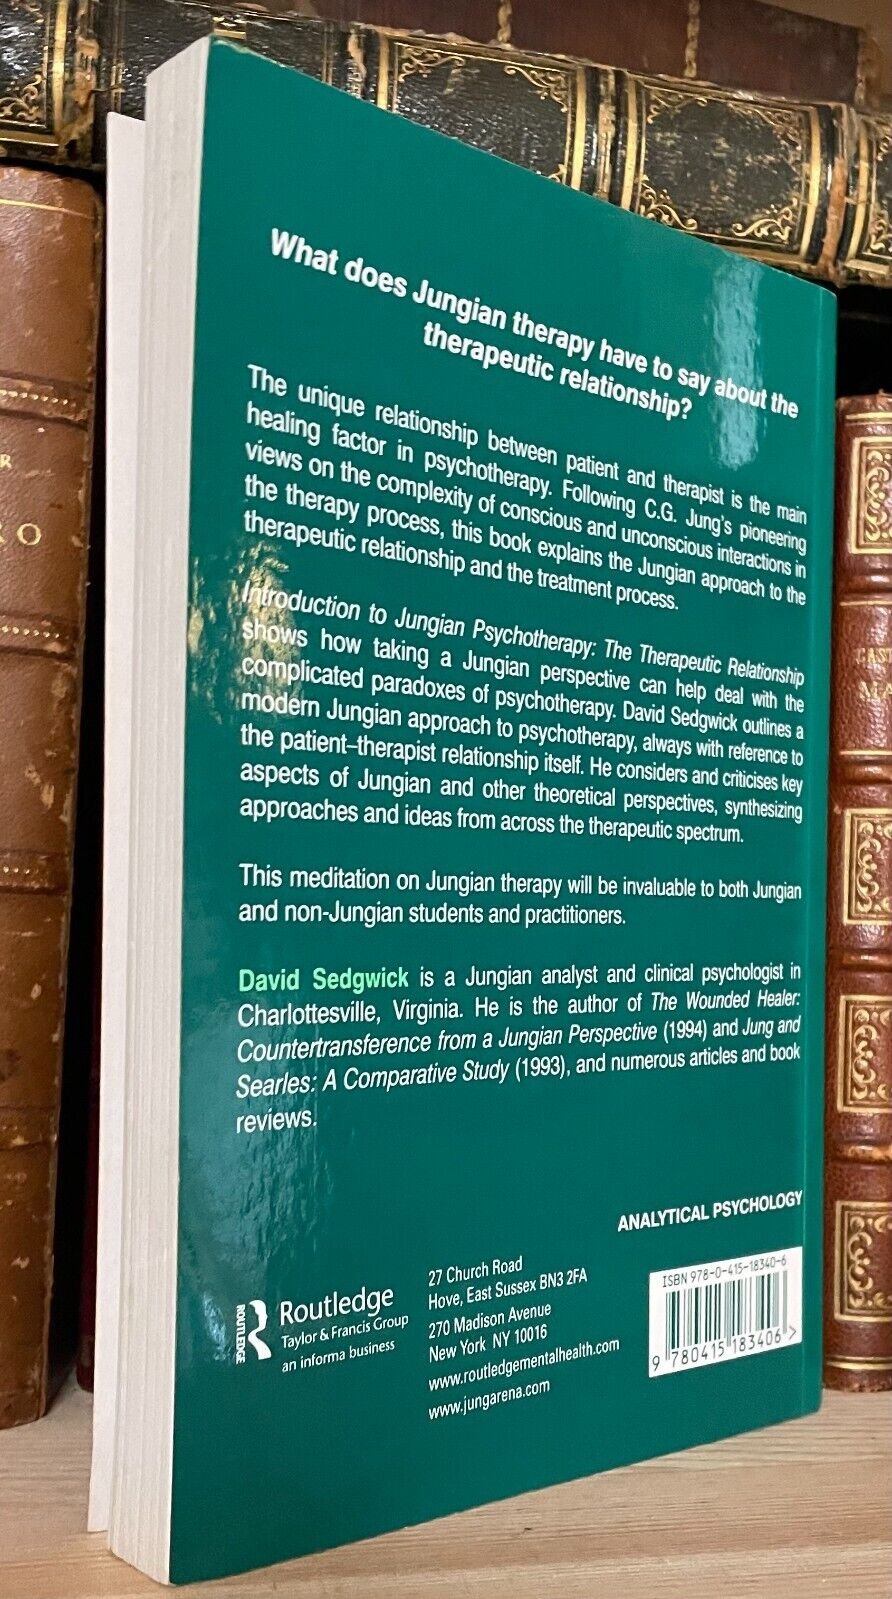 What does Jungian therapy have to say about the
therapeutic relationship?
The unique relationship between patient and therapist is the main
healing factor in psychotherapy. Following C.G. Jung's pioneering
views on the complexity of conscious and unconscious interactions in
the therapy process, this book explains the Jungian approach to the
therapeutic relationship and the treatment process.
Introduction to Jungian Psychotherapy: The Therapeutic Relationship
shows how taking a Jungian perspective can help deal with the
complicated paradoxes of psychotherapy. David Sedgwick outlines a
modern Jungian approach to psychotherapy, always with reference to
the patient–therapist relationship itself. He considers and criticises key
aspects of Jungian and other theoretical perspectives, synthesizing
approaches and ideas from across the therapeutic spectrum.
This meditation on Jungian therapy will be invaluable to both Jungian
and non-Jungian students and practitioners.
David Sedgwick is a Jungian analyst and clinical psychologist in
Charlottesville, Virginia. He is the author of The Wounded Healer:
Countertransference from a Jungian Perspective (1994) and Jung and
Searles: A Comparative Study (1993), and numerous articles and book
reviews.
ANALYTICAL PSYCHOLOGY
ROUTLEDGE
Routledge
Taylor & Francis Group
an informa business
27 Church Road
Hove, East Sussex BN3 2FA
270 Madison Avenue
New York NY 10016
www.routledgementalhealth.com
www.jungarena.com
ISBN 978-0-415-18340-6
9 780415 183406 >